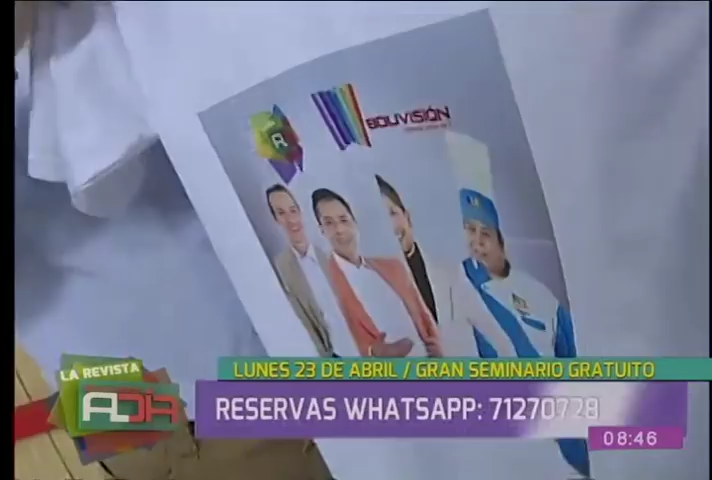 BOLIVISIÓN
LUNES 23 DE ABRIL / GRAN SEMINARIO GRATUITO
LA REVISTA
ADR
RESERVAS WHATSAPP: 71270728
08:46